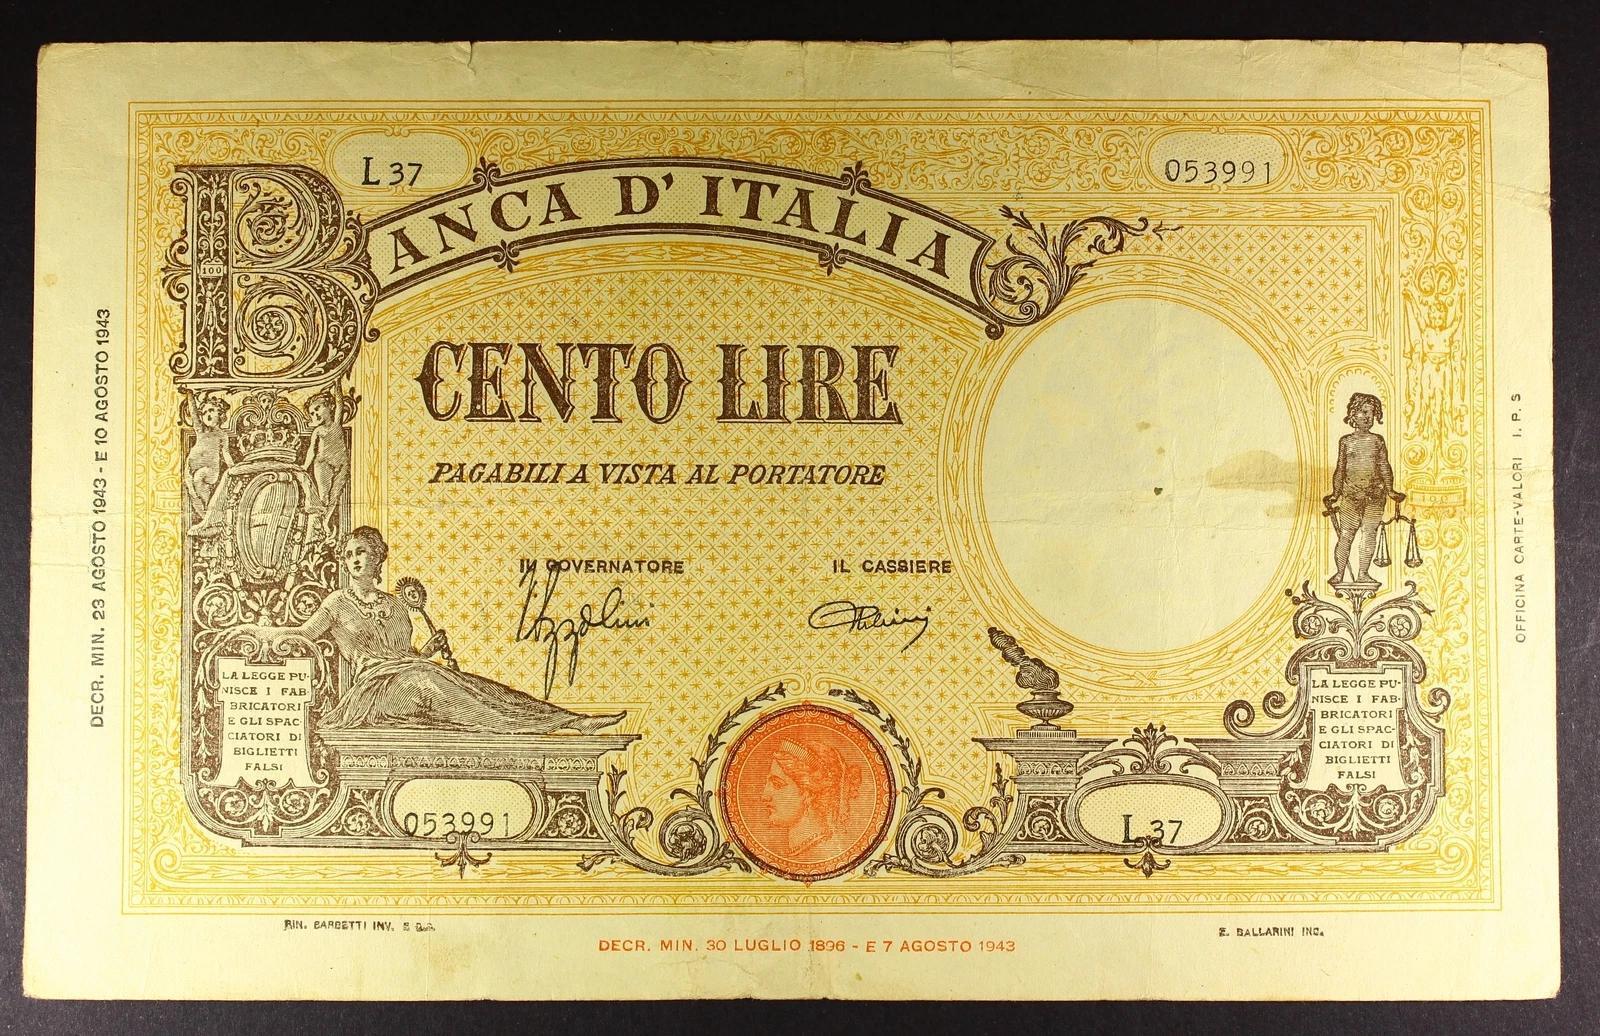 L 37
053991
BANCA D' ITALIA
100
CENTO LIRE
PAGABILI A VISTA AL PORTATORE
IL GOVERNATORE
IL CASSIERE
LA LEGGE PU-
NISCE I FAB-
BRICATORI
E GLI SPAC-
CIATORI DI
BIGLIETTI
FALSI
LA LEGGE PU-
NISCE I FAB-
BRICATORI
E GLI SPAC-
CIATORI DI
BIGLIETTI
FALSI
053991
L 37
RIN. BARBETTI INV. E
E. BALLARINI INC.
DECR. MIN. 30 LUGLIO 1896 - E 7 AGOSTO 1943
DECR. MIN. 23 AGOSTO 1943 - E 10 AGOSTO 1943
OFFICINA CARTE-VALORI I. P. S